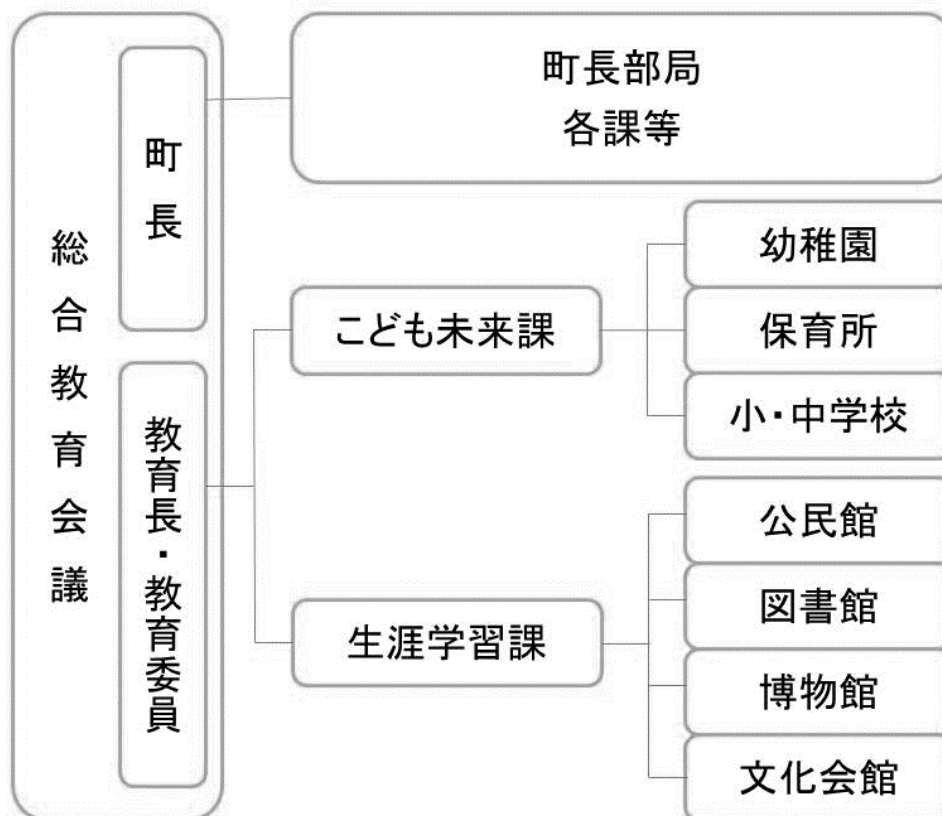 総合教育会議
町長
町長部局
各課等
教育長・教育委員
こども未来課
幼稚園
保育所
小・中学校
生涯学習課
公民館
図書館
博物館
文化会館